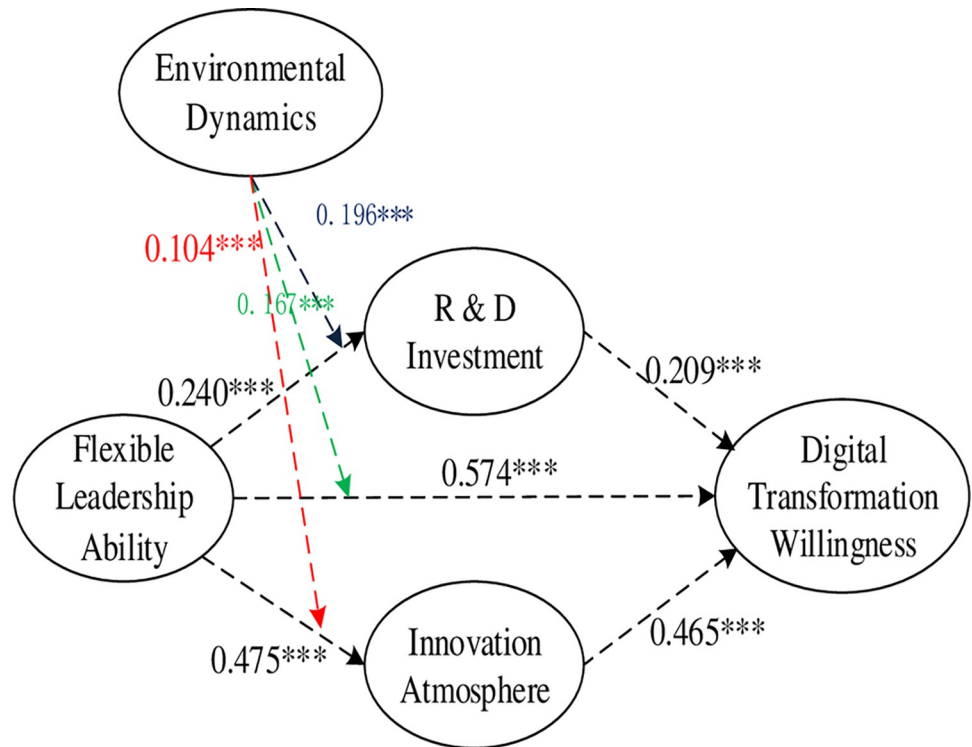 Environmental
Dynamics
0.196***
0.104***
0.167***
R & D
Investment
0.240***
0.209***
Flexible
Leadership
Ability
0.574***
Digital
Transformation
Willingness
0.475***
Innovation
Atmosphere
0.465***